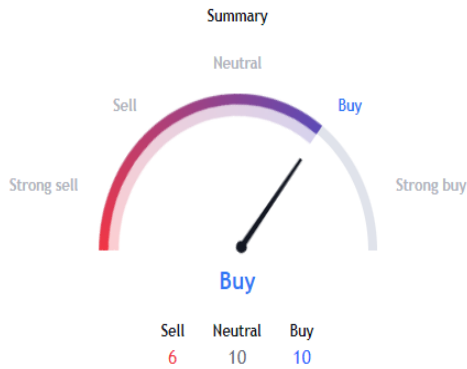 Summary
Neutral
Sell Buy
Strong sell Strong buy
Buy
Sell Neutral Buy
6 10 10